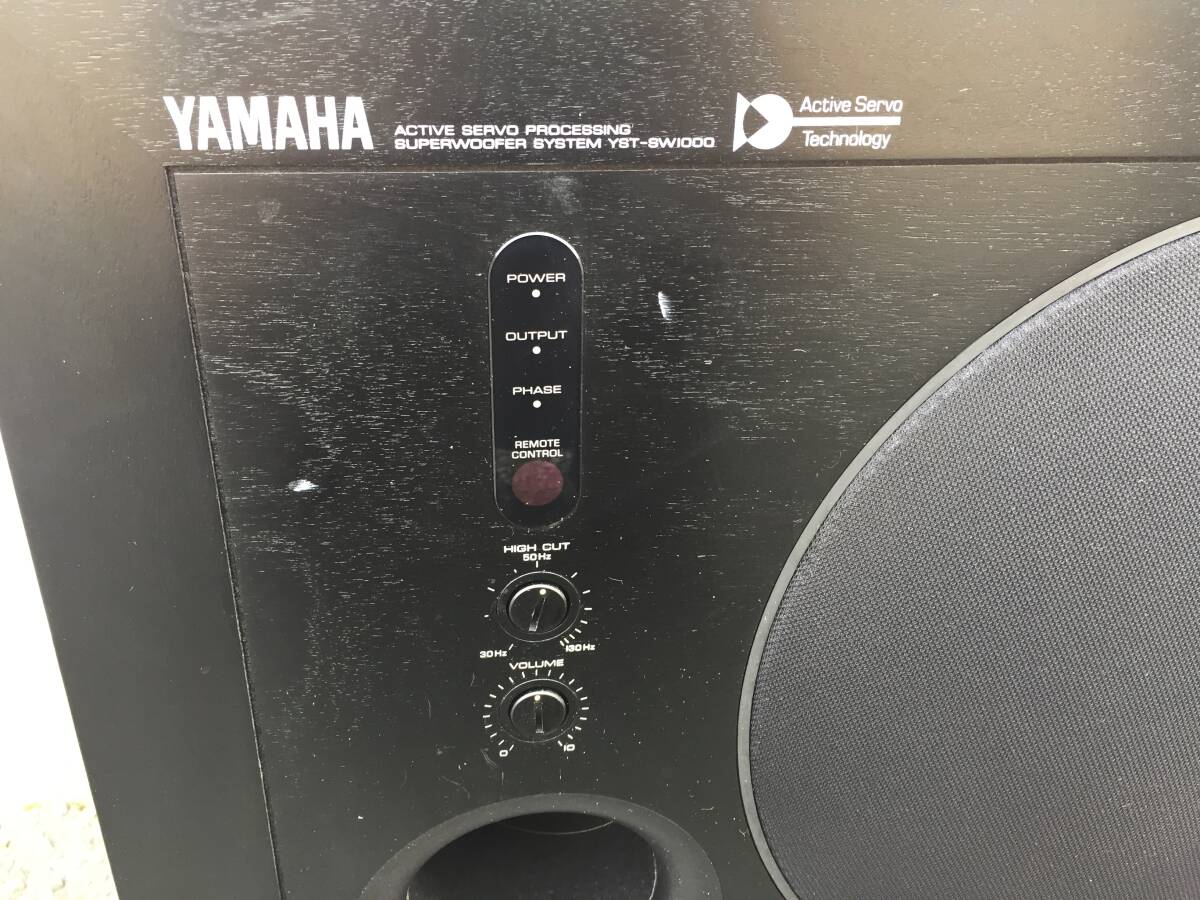 YAMAHA
ACTIVE SERVO PROCESSING
SUPERWOOFER SYSTEM YST-SW1000
Active Servo
Technology
POWER
OUTPUT
PHASE
REMOTE
CONTROL
HIGH CUT
50Hz
30Hz
130Hz
VOLUME
0
10